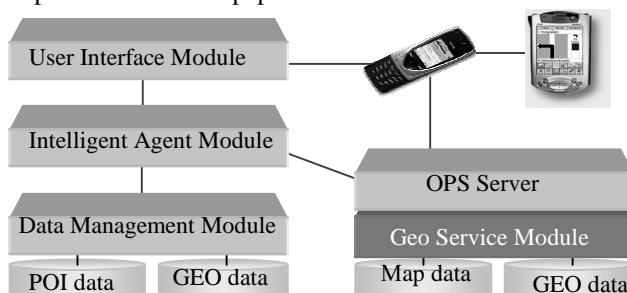 User Interface Module
Intelligent Agent Module
OPS Server
Data Management Module
Geo Service Module
POI data
GEO data
Map data
GEO data